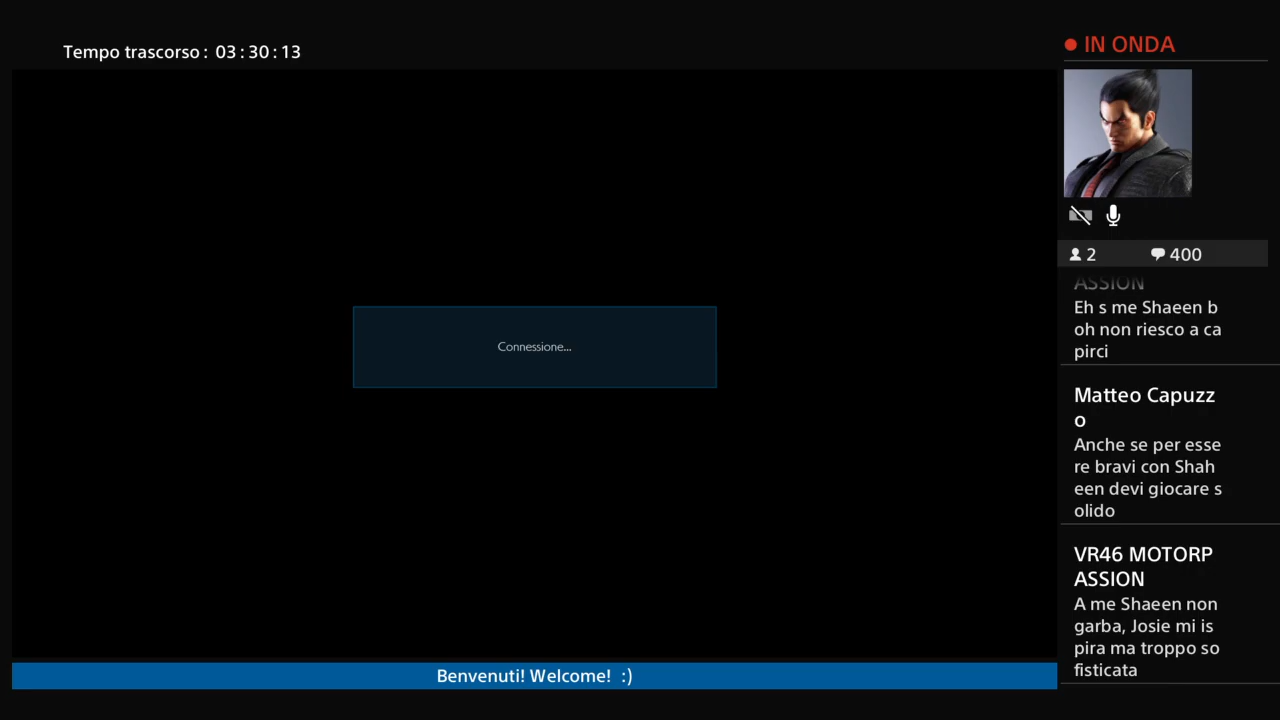 Tempo trascorso : 03 : 30 : 13
IN ONDA
2 400
ASSION
Eh s me Shaeen b
oh non riesco a ca
pirci
Connessione...
Matteo Capuzz
o
Anche se per esse
re bravi con Shah
een devi giocare s
olido
VR46 MOTORP
ASSION
A me Shaeen non
garba, Josie mi is
pira ma troppo so
fisticata
Benvenuti! Welcome! :)